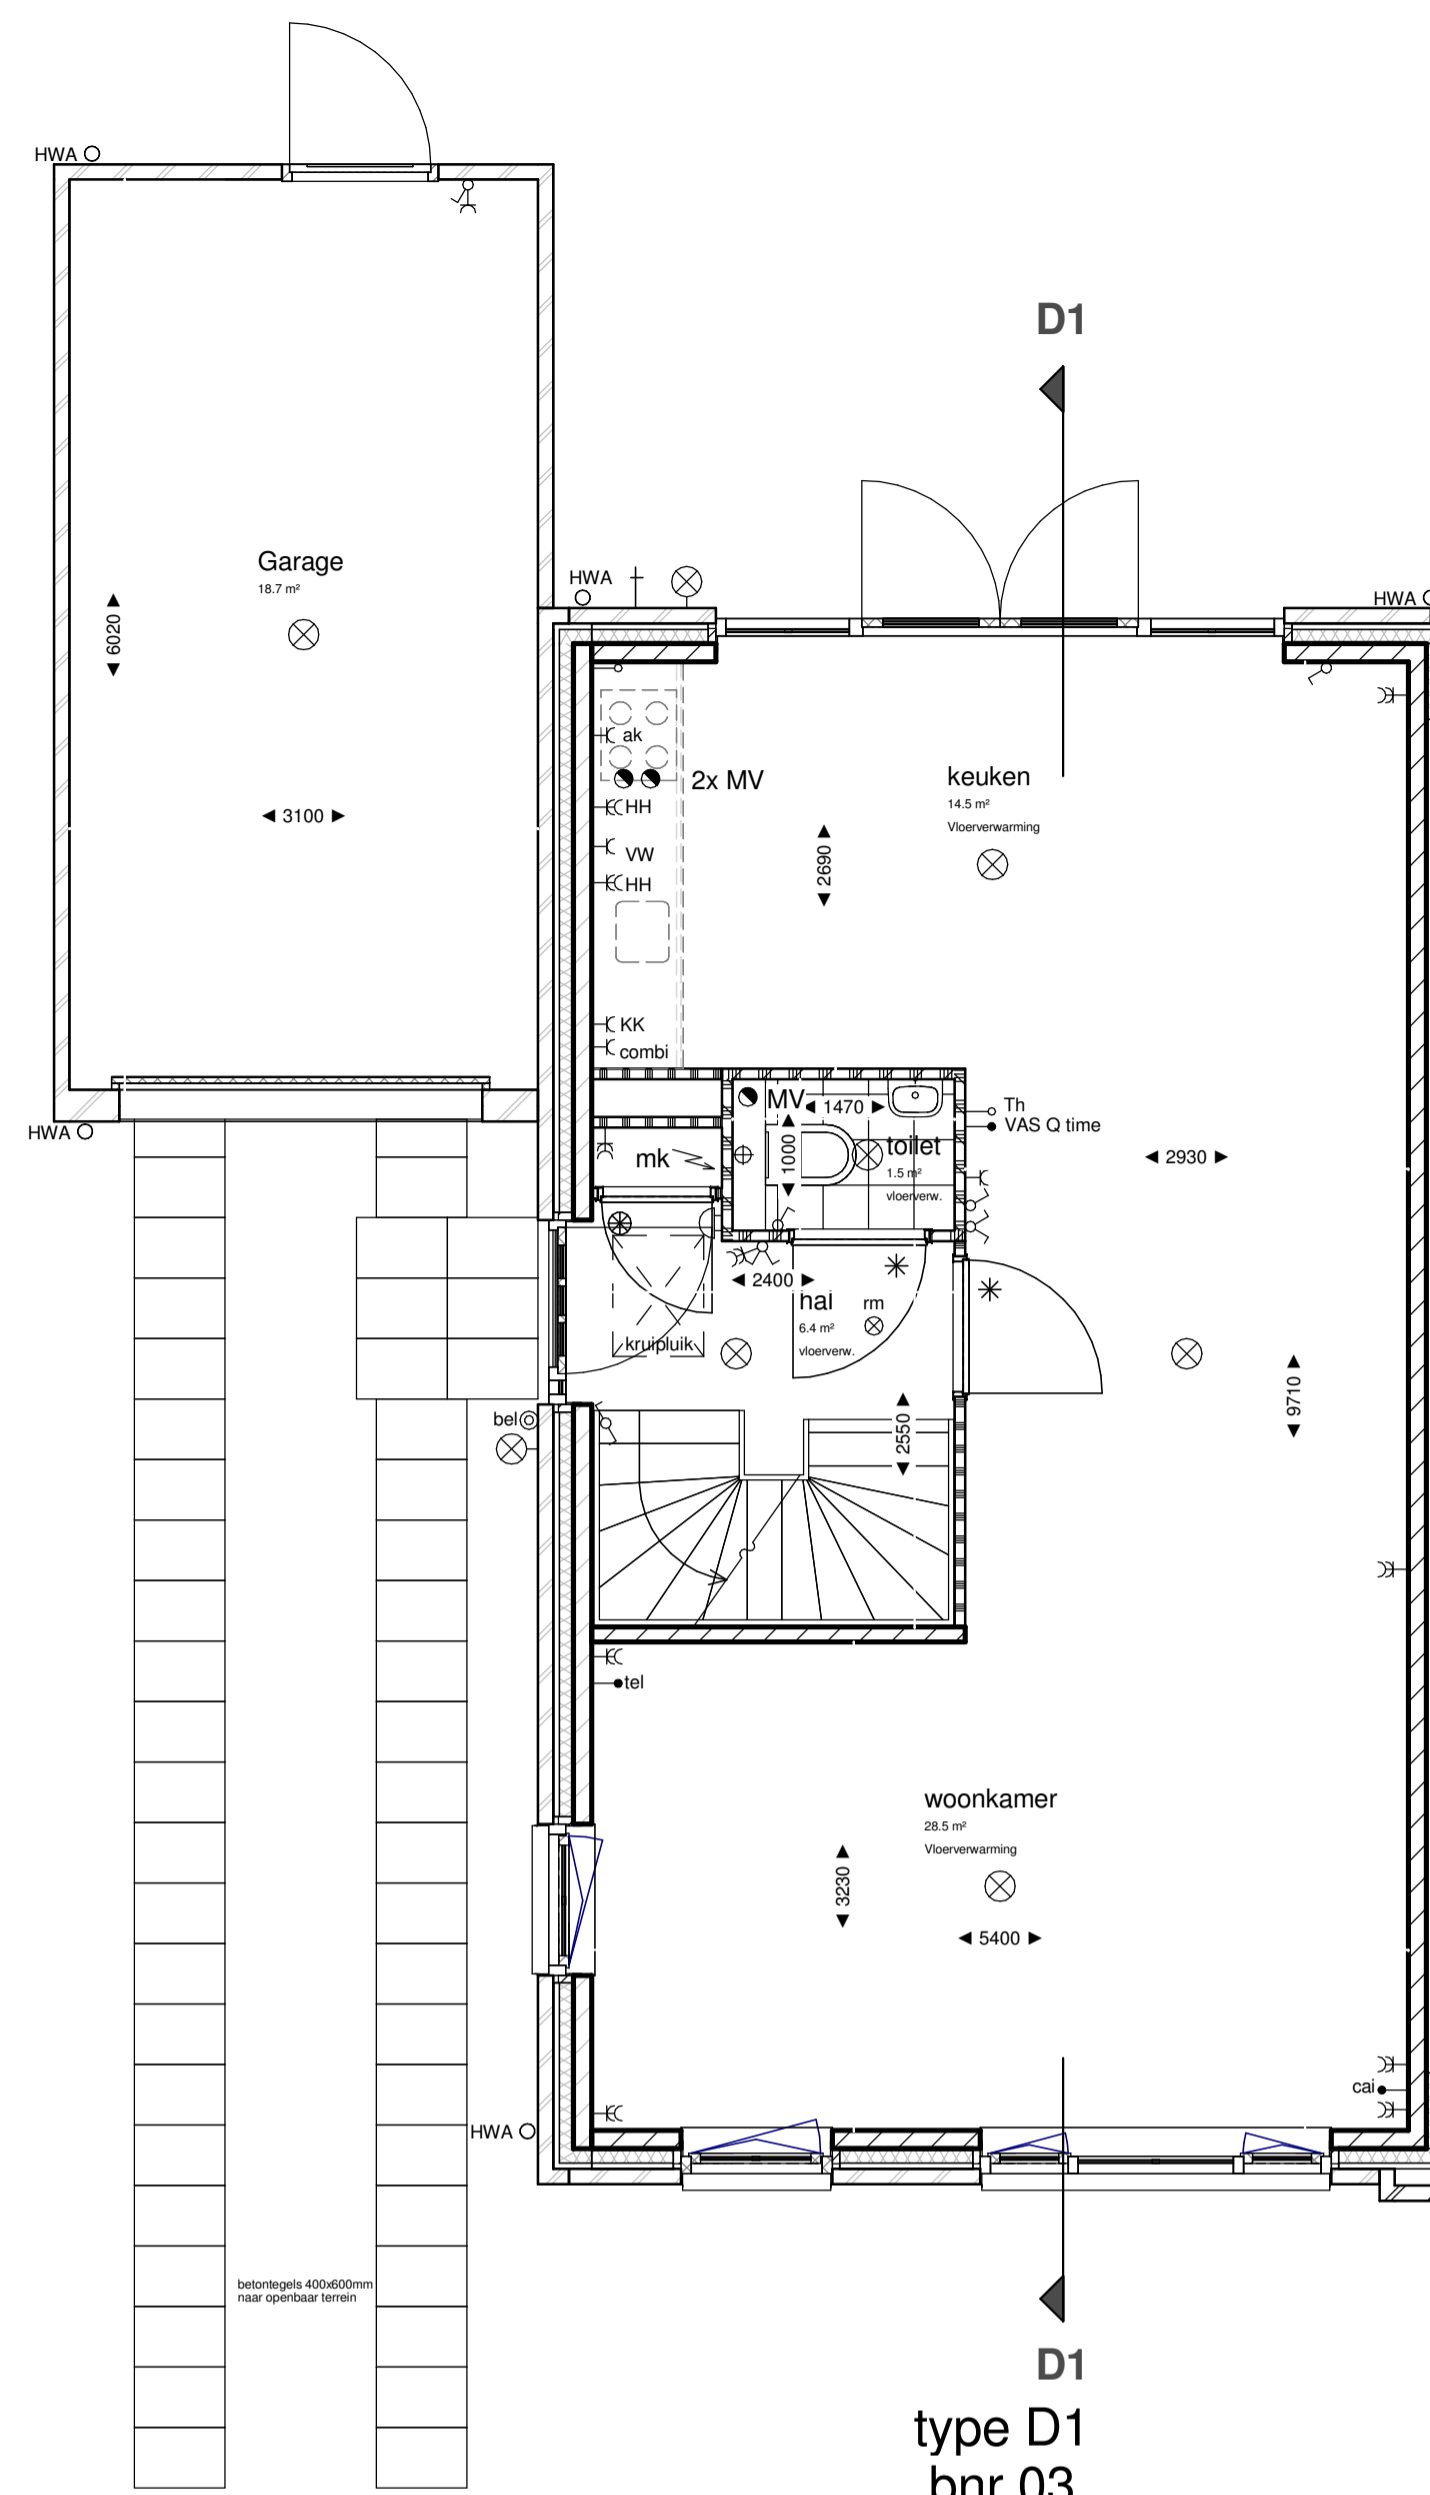 HWA
D1
Garage
18.7 m²
6020
3100
HWA
HWA
ak
2x MV
HH
VW
HH
keuken
14.5 m²
Vloerverwarming
2690
KK
combi
HWA
MV
1470
1000
toilet
1.5 m²
vloerverw.
Th
VAS Q time
2930
mk
2400
hal
6.4 m²
vloerverw.
rm
kruipluik
9710
bel
2550
tel
woonkamer
28.5 m²
Vloerverwarming
3230
5400
cai
HWA
betontegels 400x600mm
naar openbaar terrein
D1
type D1
bnr 03